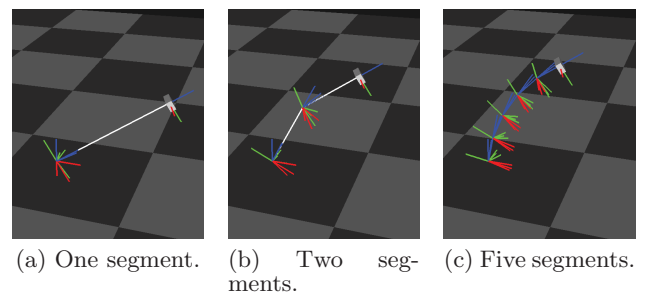 (a) One segment.
(b) Two seg-
ments.
(c) Five segments.